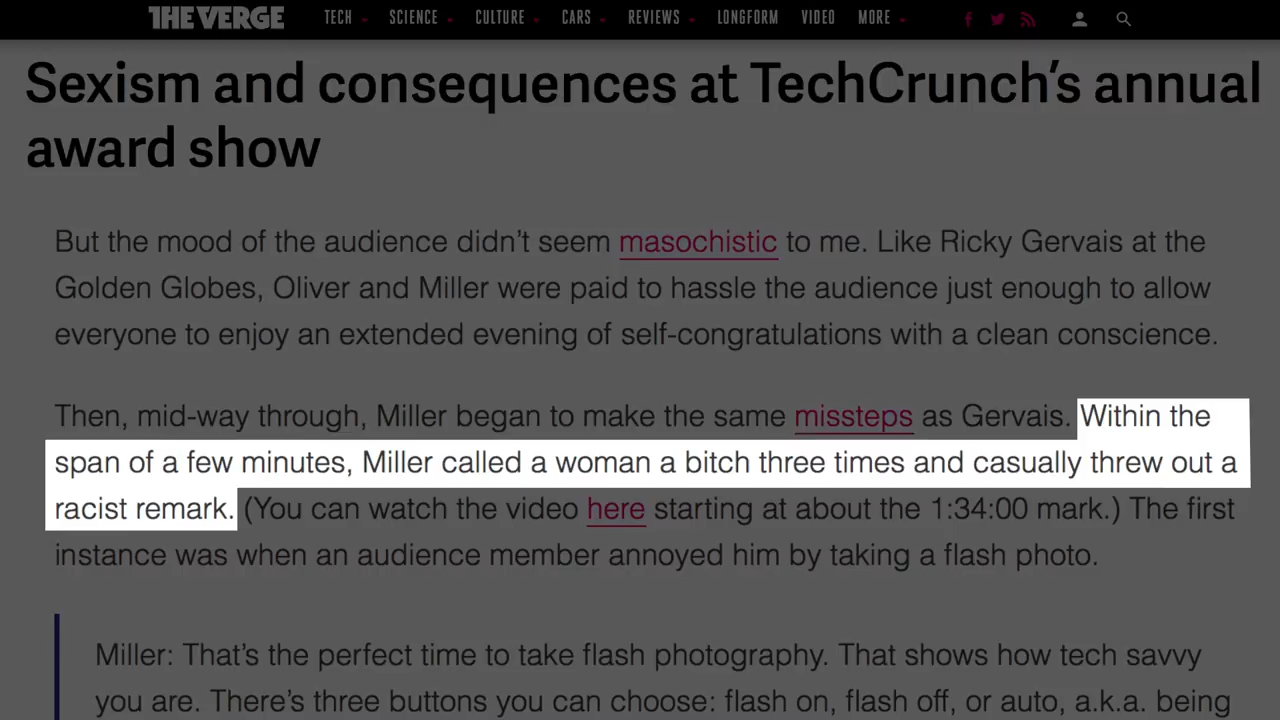 THE VERGE TECH SCIENCE CULTURE CARS REVIEWS LONGFORM VIDEO MORE
Sexism and consequences at TechCrunch’s annual
award show
But the mood of the audience didn’t seem masochistic to me. Like Ricky Gervais at the
Golden Globes, Oliver and Miller were paid to hassle the audience just enough to allow
everyone to enjoy an extended evening of self-congratulations with a clean conscience.
Then, mid-way through, Miller began to make the same missteps as Gervais. Within the
span of a few minutes, Miller called a woman a bitch three times and casually threw out a
racist remark. (You can watch the video here starting at about the 1:34:00 mark.) The first
instance was when an audience member annoyed him by taking a flash photo.
Miller: That’s the perfect time to take flash photography. That shows how tech savvy
you are. There’s three buttons you can choose: flash on, flash off, or auto, a.k.a. being